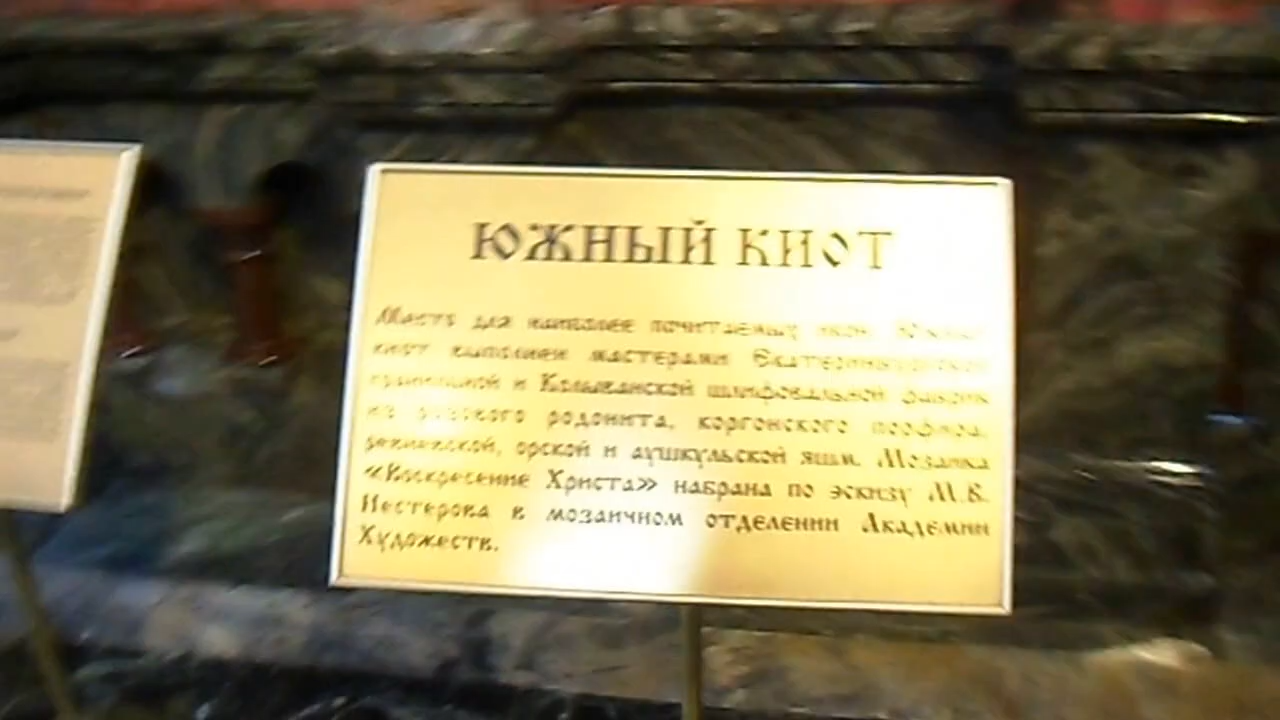 ЮЖНЫЙ КИОТ
Место для наиболее почитаемых икон. Южный
киот выполнен мастерами Екатеринбургской
гранильной и Колыванской шлифовальной фабрик
из русского родонита, коргонского порфира,
ревневской, орской и аушкульской яшм. Мозаика
«Воскресение Христа» набрана по эскизу М.В.
Нестерова в мозаичном отделении Академии
Художеств.